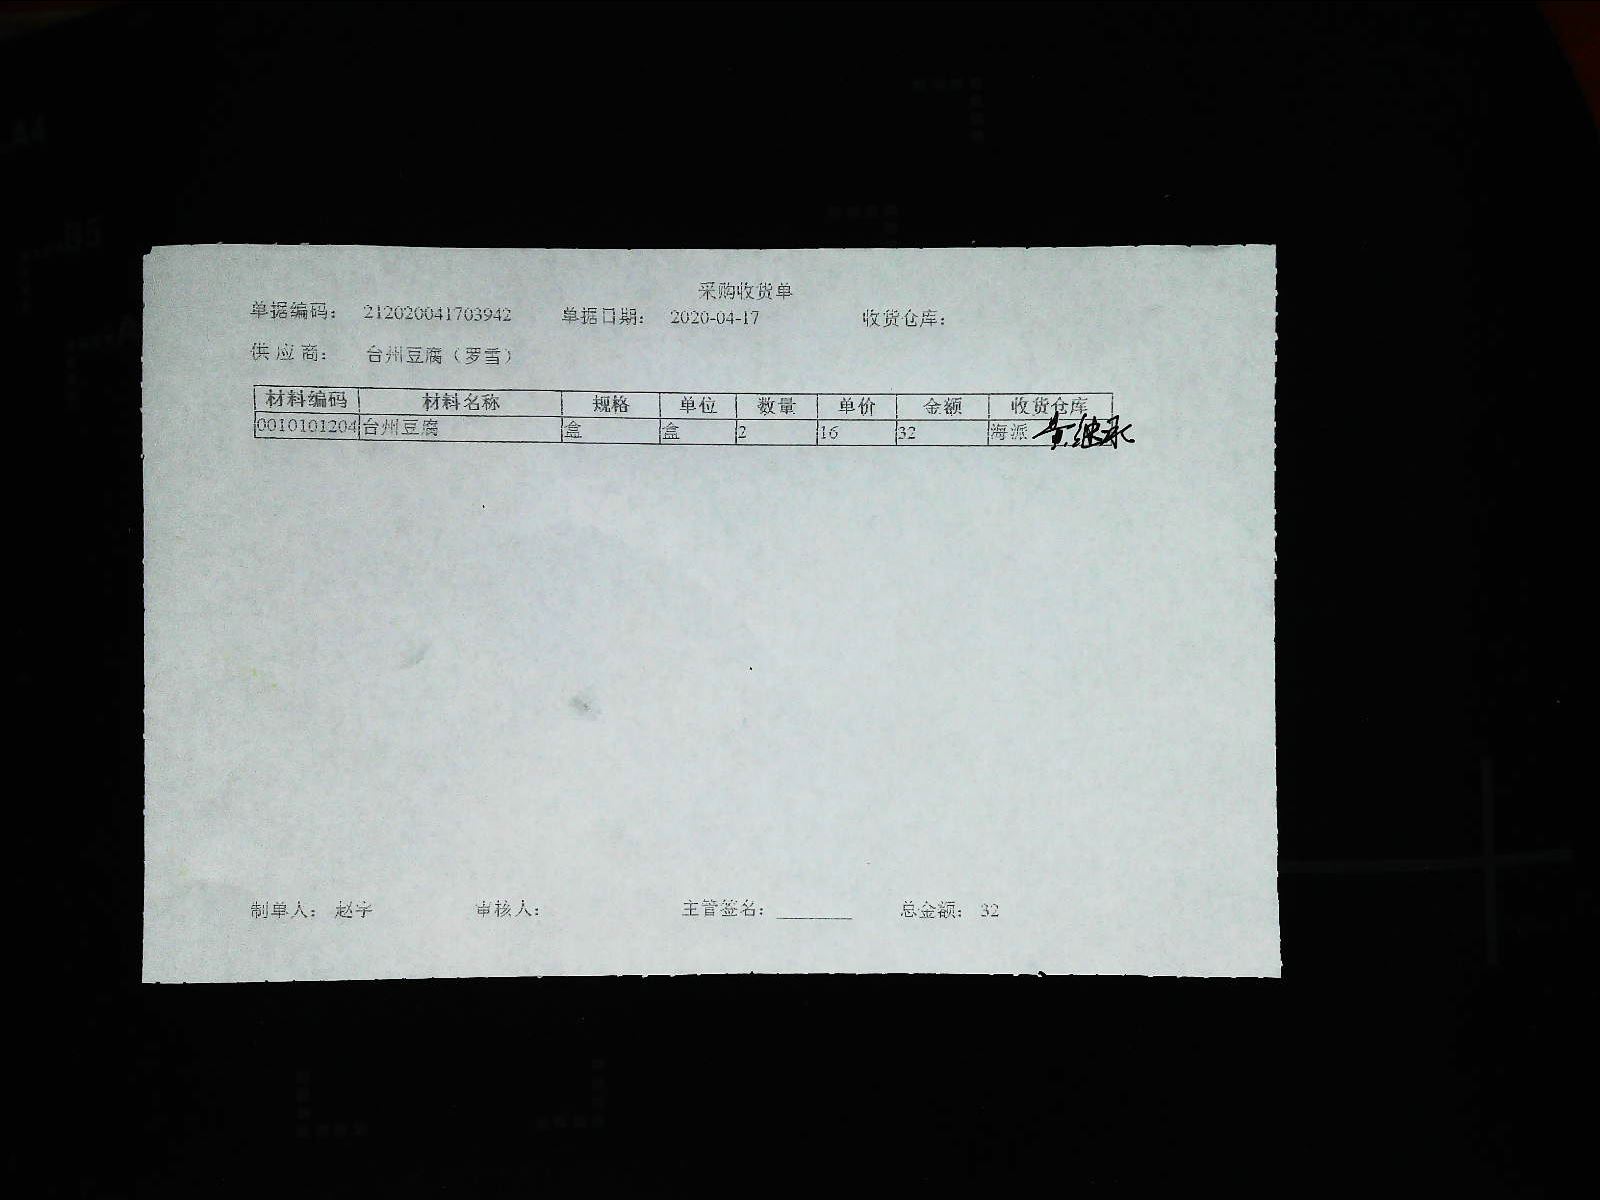 采购收货单
单据编码: 212020041703942 单据日期: 2020-04-17 收货仓库:
供应商: 台州豆腐（罗雪）
材料编码 材料名称 规格 单位 数量 单价 金额 收货仓库
0010101204 台州豆腐 盒 盒 2 16 32 海派 黄继承
制单人: 赵宇 审核人: 主管签名: ________ 总金额: 32